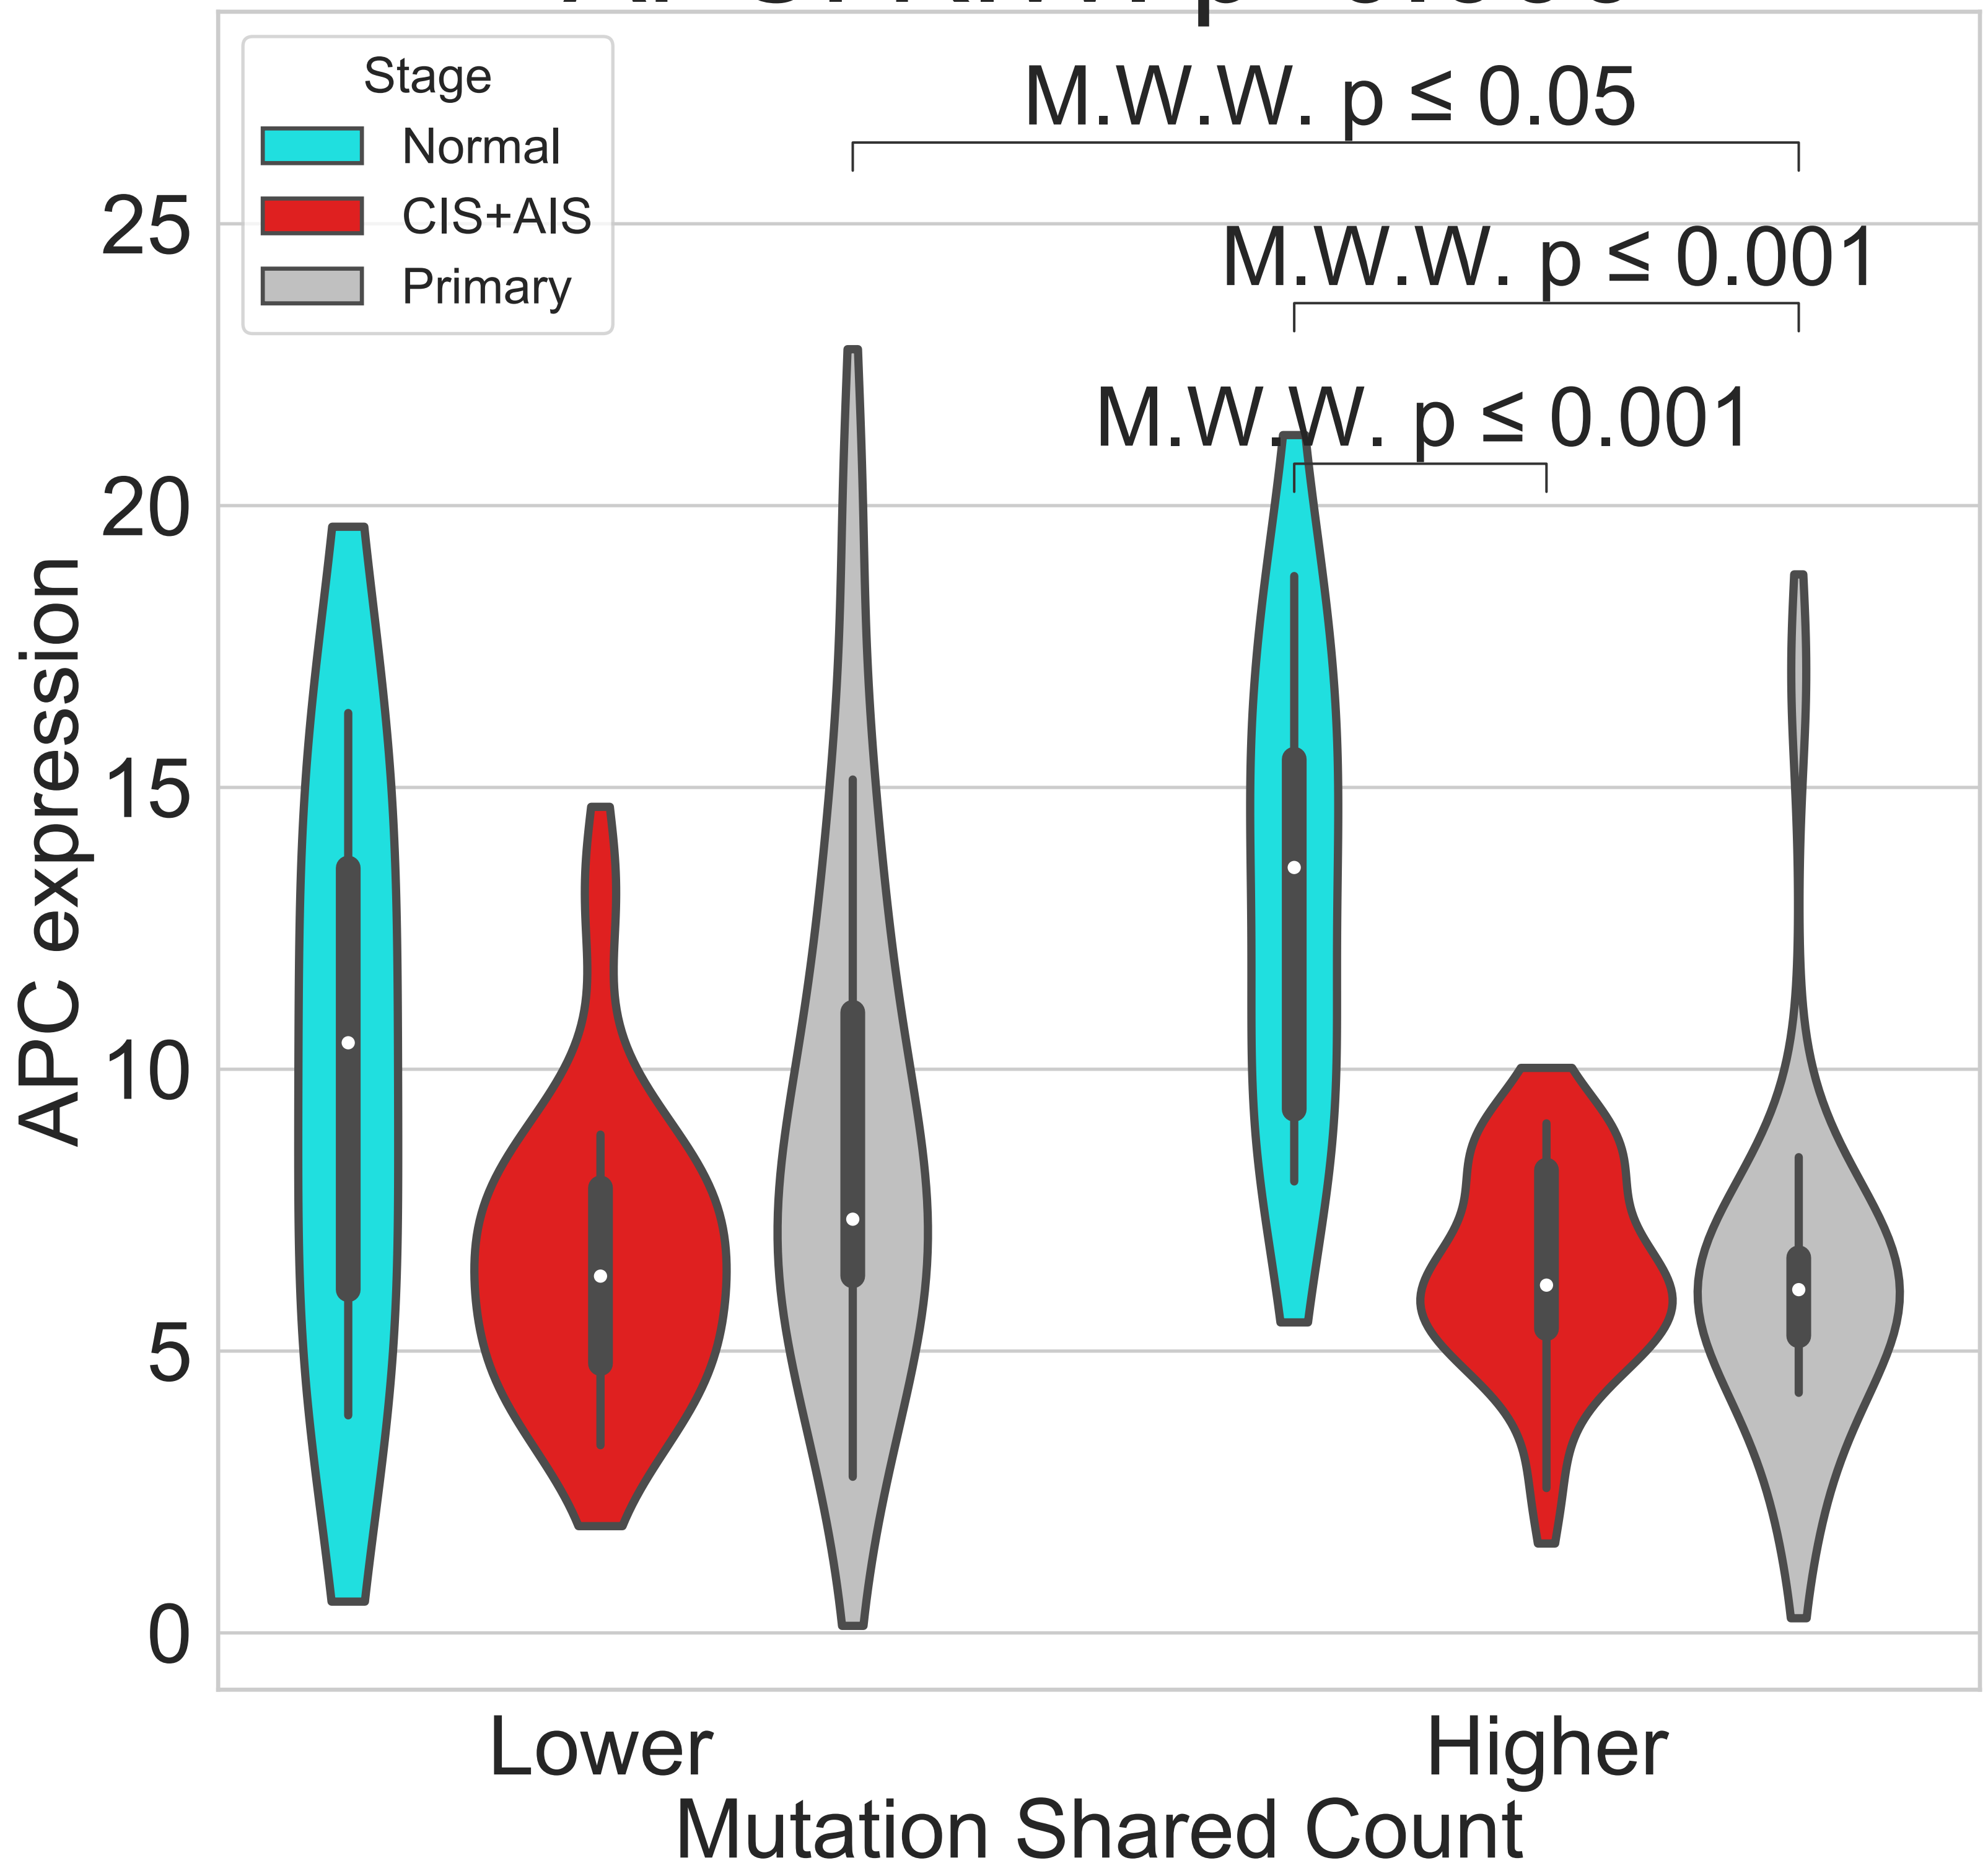 Stage
Normal
CIS+AIS
Primary
M.W.W. p ≤ 0.05
M.W.W. p ≤ 0.001
M.W.W. p ≤ 0.001
25
20
15
10
5
0
APC expression
Lower
Higher
Mutation Shared Count